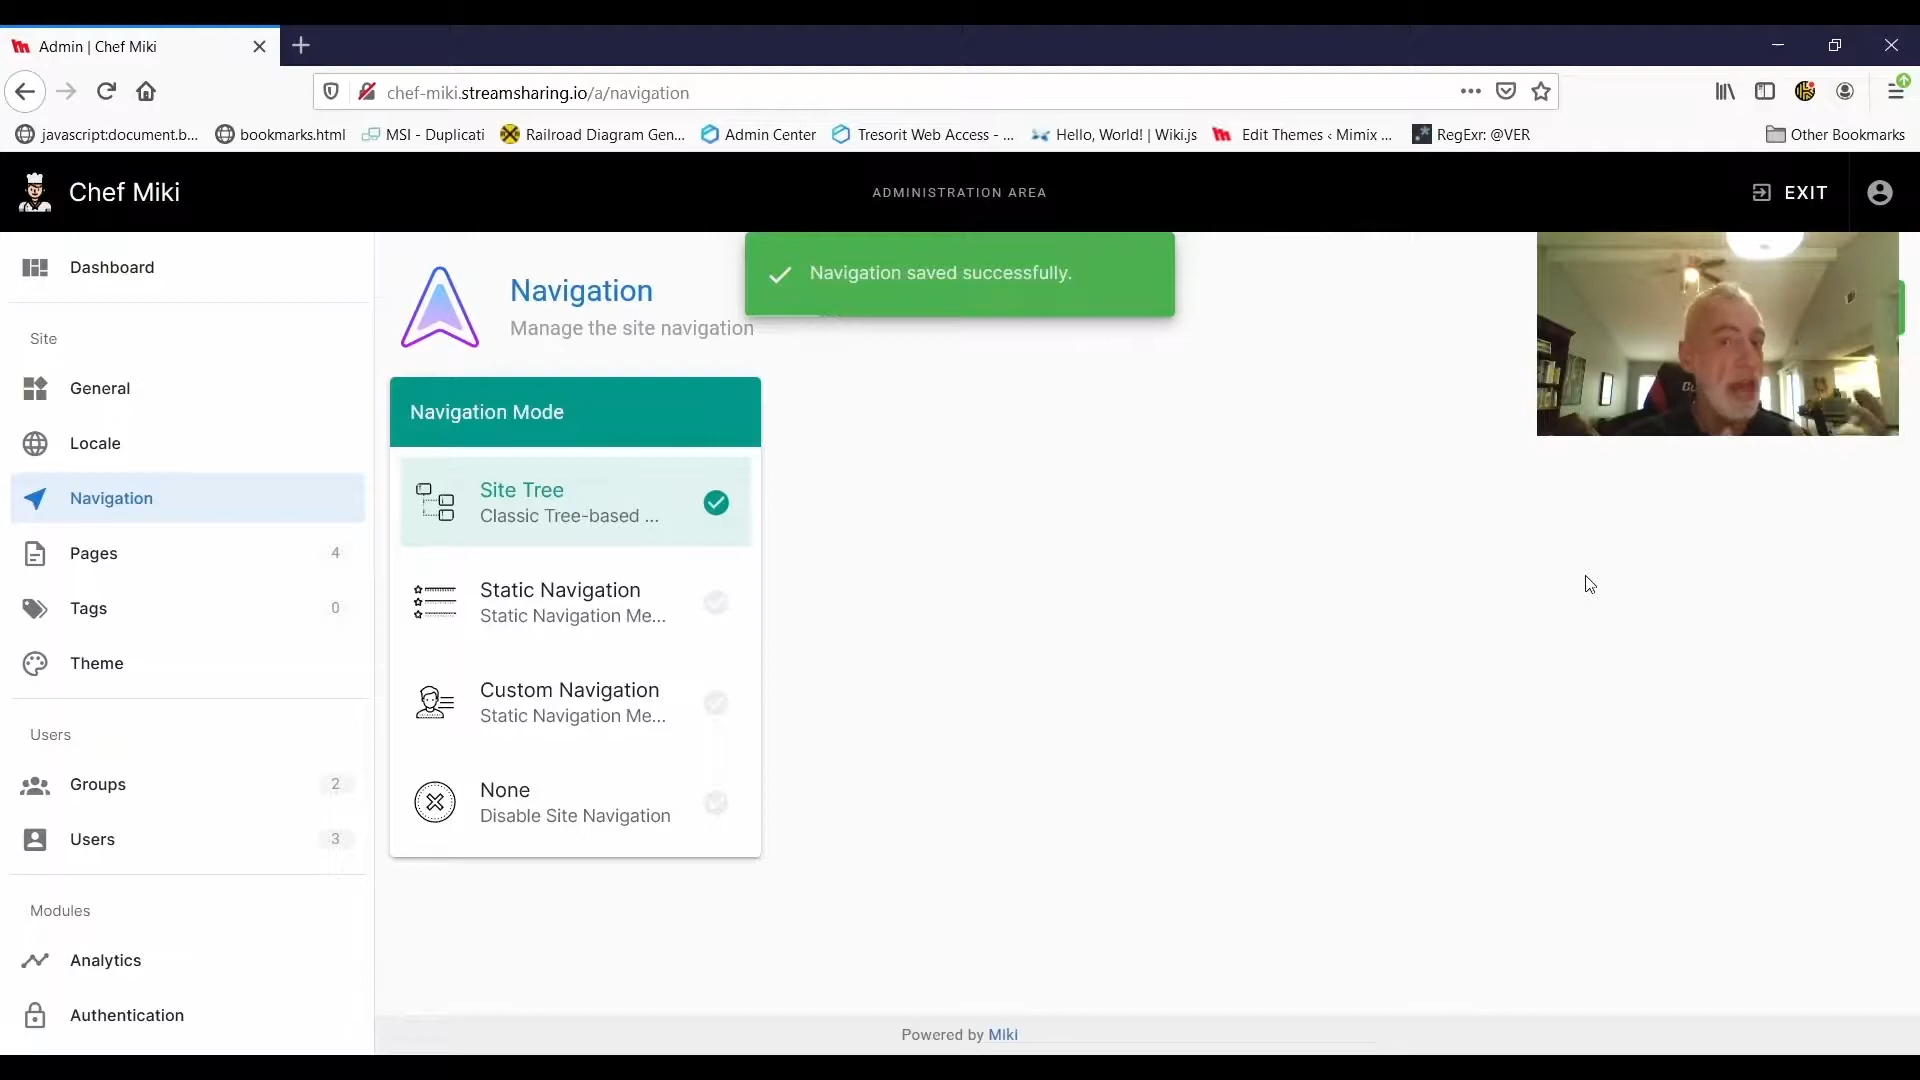 Admin | Chef Miki
chef-miki.streamsharing.io/a/navigation
javascript:document.b...
bookmarks.html
MSI - Duplicati
Railroad Diagram Gen...
Admin Center
Tresorit Web Access - ...
Hello, World! | Wiki.js
Edit Themes ‹ Mimix ...
RegExr: @VER
Other Bookmarks
Chef Miki
ADMINISTRATION AREA
EXIT
Dashboard
Site
General
Locale
Navigation
Pages 4
Tags 0
Theme
Users
Groups 2
Users 3
Modules
Analytics
Authentication
Navigation
Manage the site navigation
Navigation saved successfully.
Navigation Mode
Site Tree
Classic Tree-based ...
Static Navigation
Static Navigation Me...
Custom Navigation
Static Navigation Me...
None
Disable Site Navigation
Powered by Miki